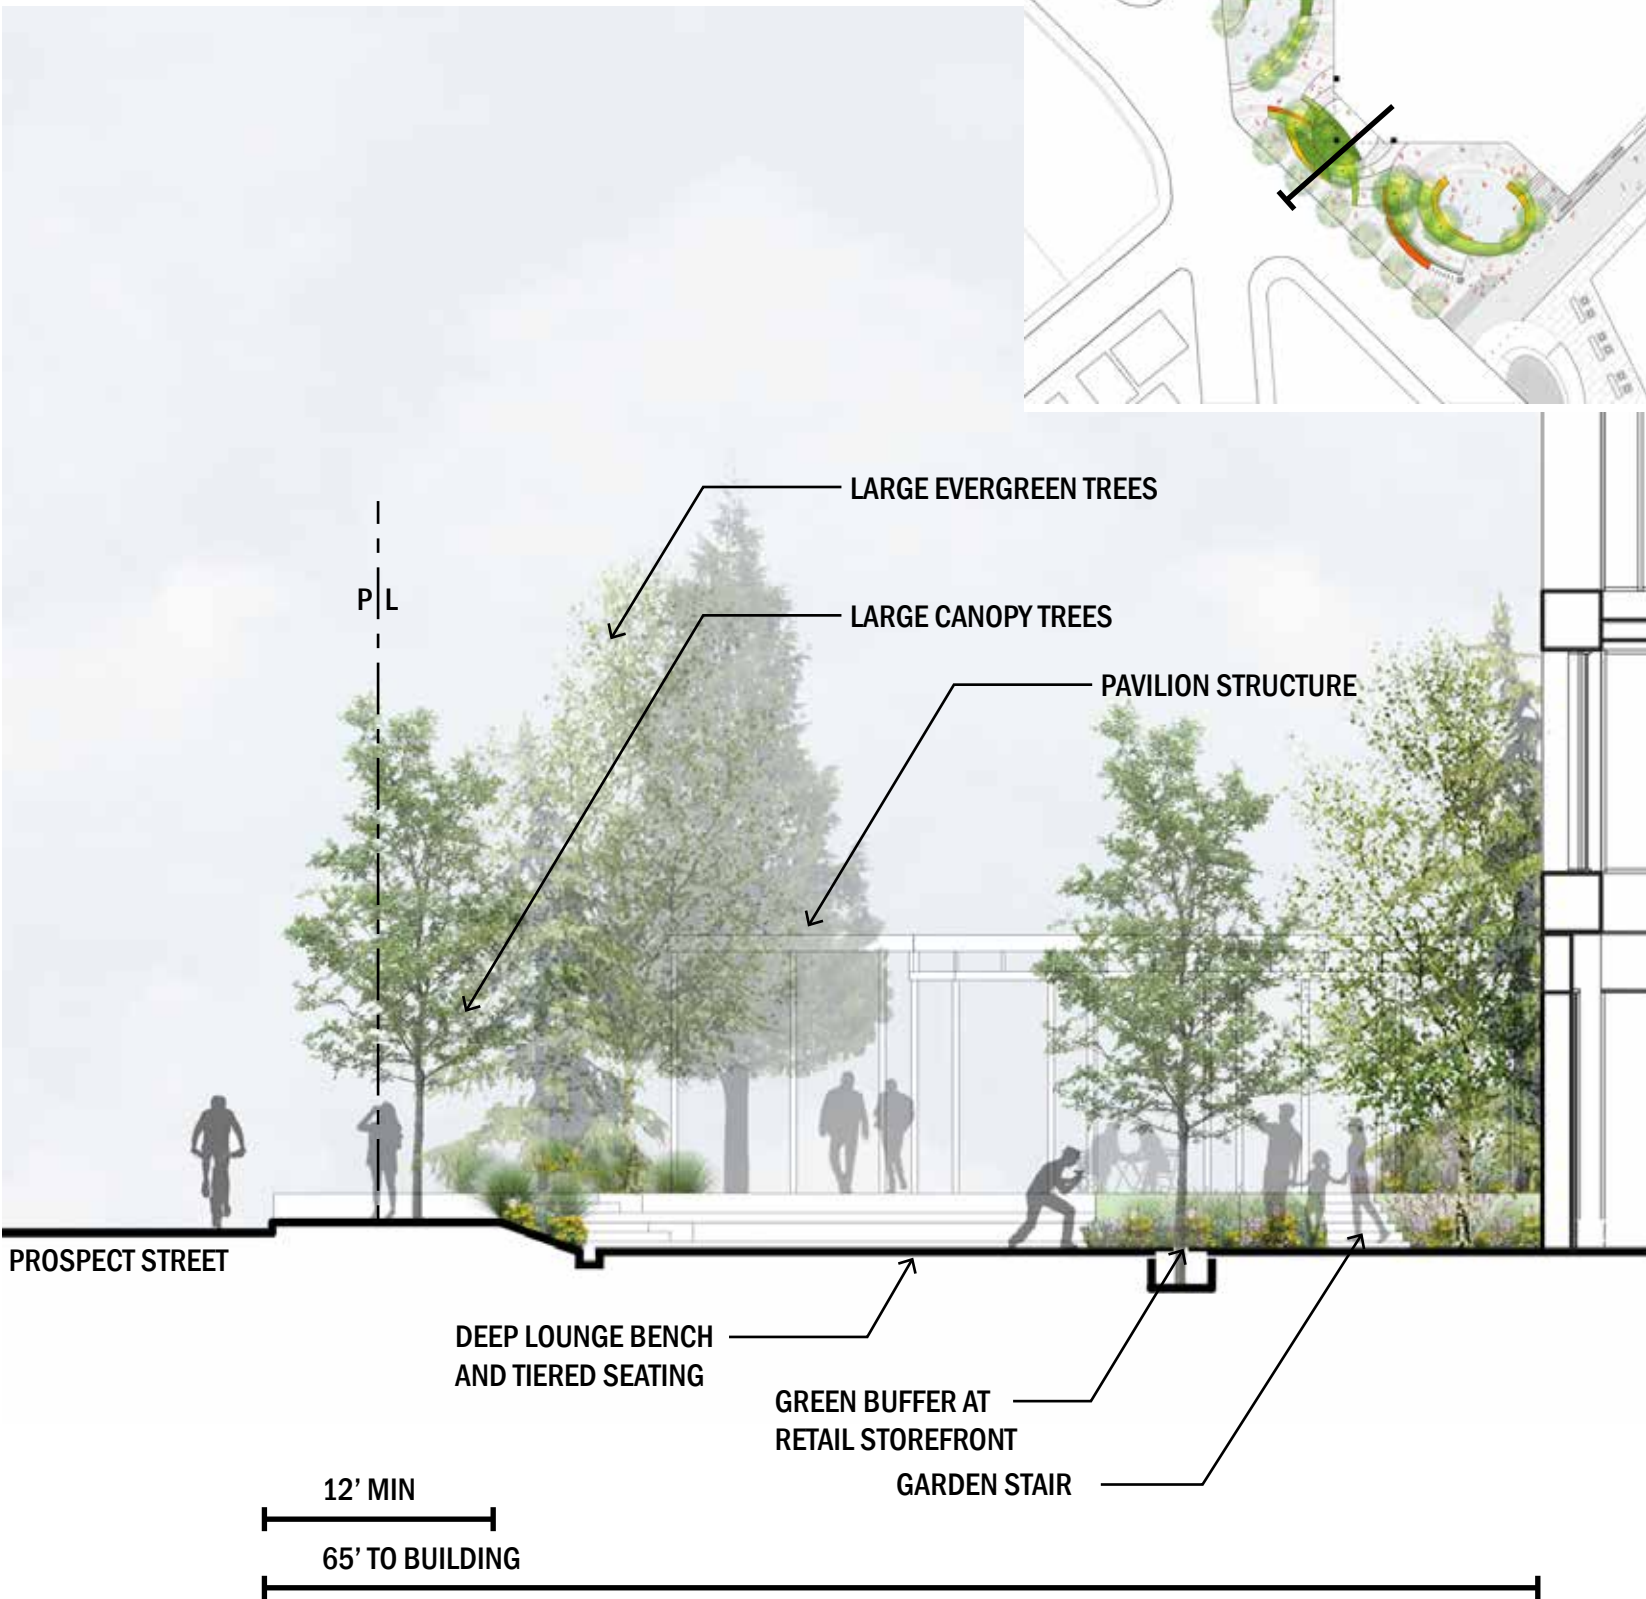 LARGE EVERGREEN TREES
P L
LARGE CANOPY TREES
PAVILION STRUCTURE
PROSPECT STREET
DEEP LOUNGE BENCH
AND TIERED SEATING
GREEN BUFFER AT
RETAIL STOREFRONT
GARDEN STAIR
12’ MIN
65’ TO BUILDING